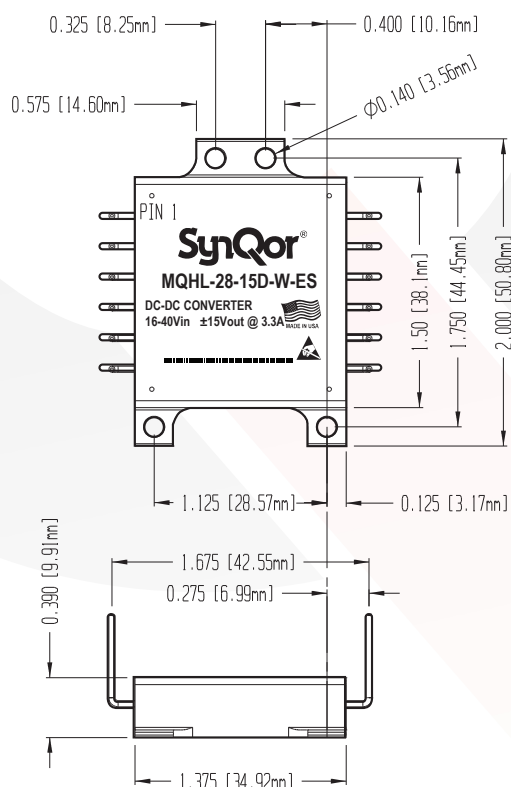 0.325 [8.25mm]
0.400 [10.16mm]
Ø0.140 [3.56mm]
0.575 [14.60mm]
PIN 1
SynQor®
MQHL-28-15D-W-ES
DC-DC CONVERTER
16-40Vin ±15Vout @ 3.3A
MADE IN USA
1.50 [38.1mm]
1.750 [44.45mm]
2.000 [50.80mm]
1.125 [28.57mm]
0.125 [3.17mm]
0.390 [9.91mm]
1.675 [42.55mm]
0.275 [6.99mm]
1.375 [34.92mm]